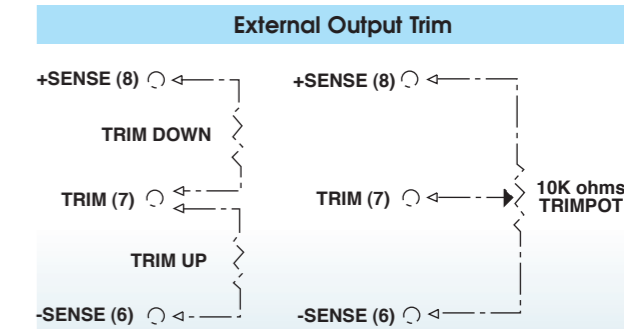 External Output Trim
+SENSE (8)
TRIM DOWN
TRIM (7)
TRIM UP
-SENSE (6)
+SENSE (8)
TRIM (7)
10K ohms
TRIMPOT
-SENSE (6)